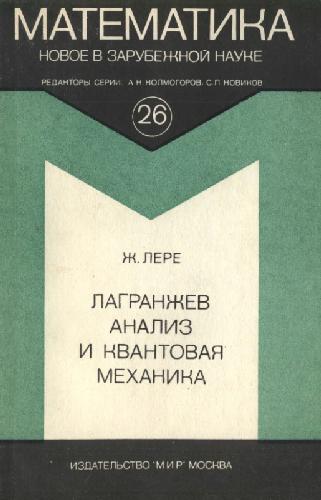 МАТЕМАТИКА
НОВОЕ В ЗАРУБЕЖНОЙ НАУКЕ
РЕДАКТОРЫ СЕРИИ: А.Н. КОЛМОГОРОВ, С.П. НОВИКОВ
26
Ж. ЛЕРЕ
ЛАГРАНЖЕВ
АНАЛИЗ
И КВАНТОВАЯ
МЕХАНИКА
ИЗДАТЕЛЬСТВО "МИР" МОСКВА